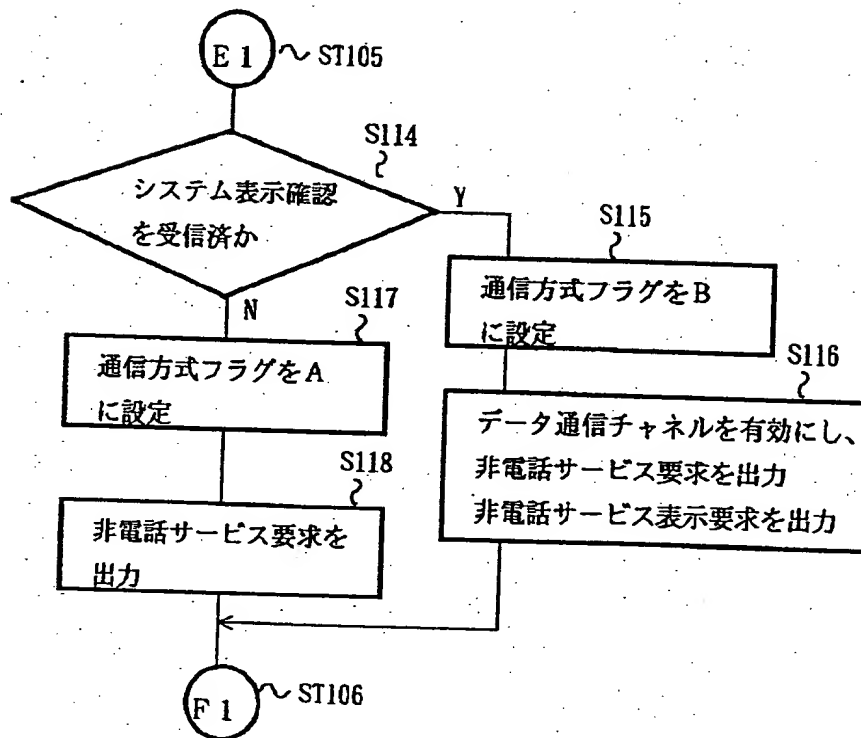 E1
ST105
S114
システム表示確認
を受信済か
Y
N
S115
通信方式フラグをB
に設定
S117
通信方式フラグをA
に設定
S116
データ通信チャネルを有効にし、
非電話サービス要求を出力
非電話サービス表示要求を出力
S118
非電話サービス要求を
出力
F1
ST106